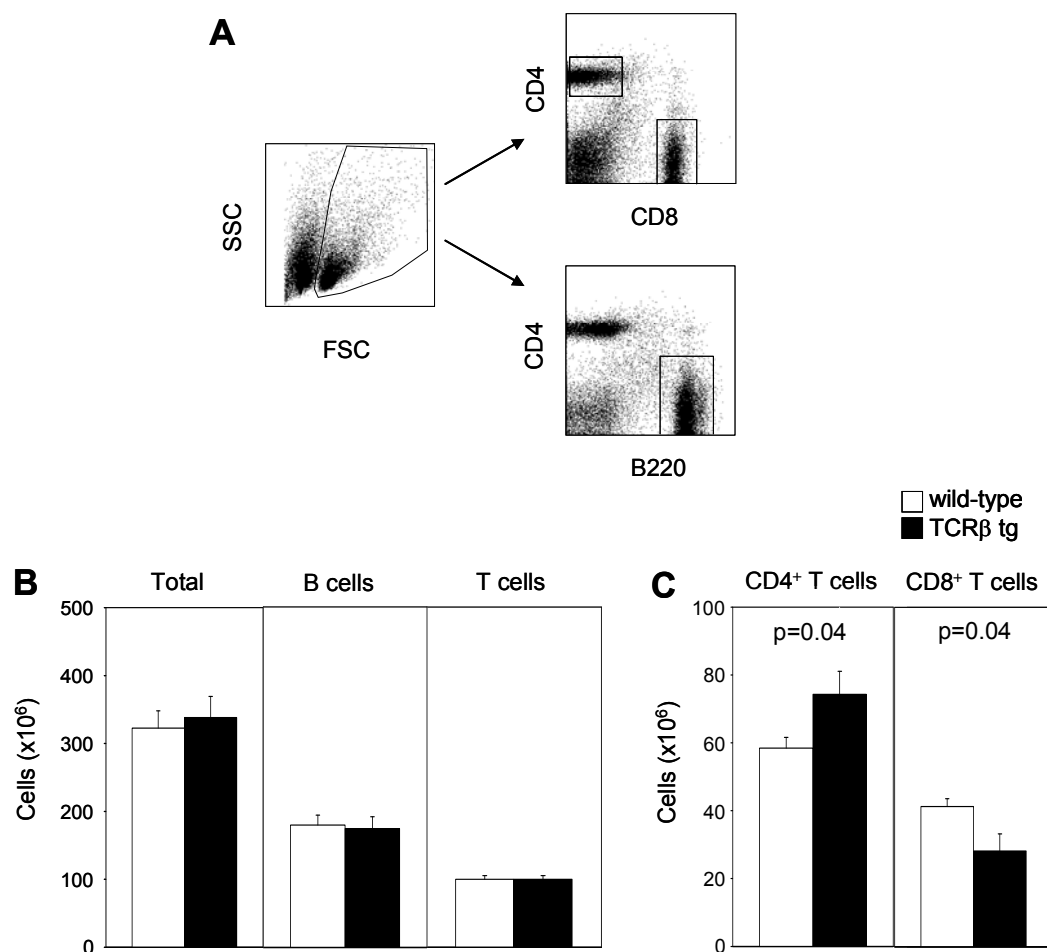 A
SSC
FSC
CD4
CD8
CD4
B220
wild-type
TCRβ tg
B
Total
B cells
T cells
Cells (x10⁶)
500
400
300
200
100
0
C
CD4⁺ T cells
CD8⁺ T cells
p=0.04
p=0.04
Cells (x10⁶)
100
80
60
40
20
0